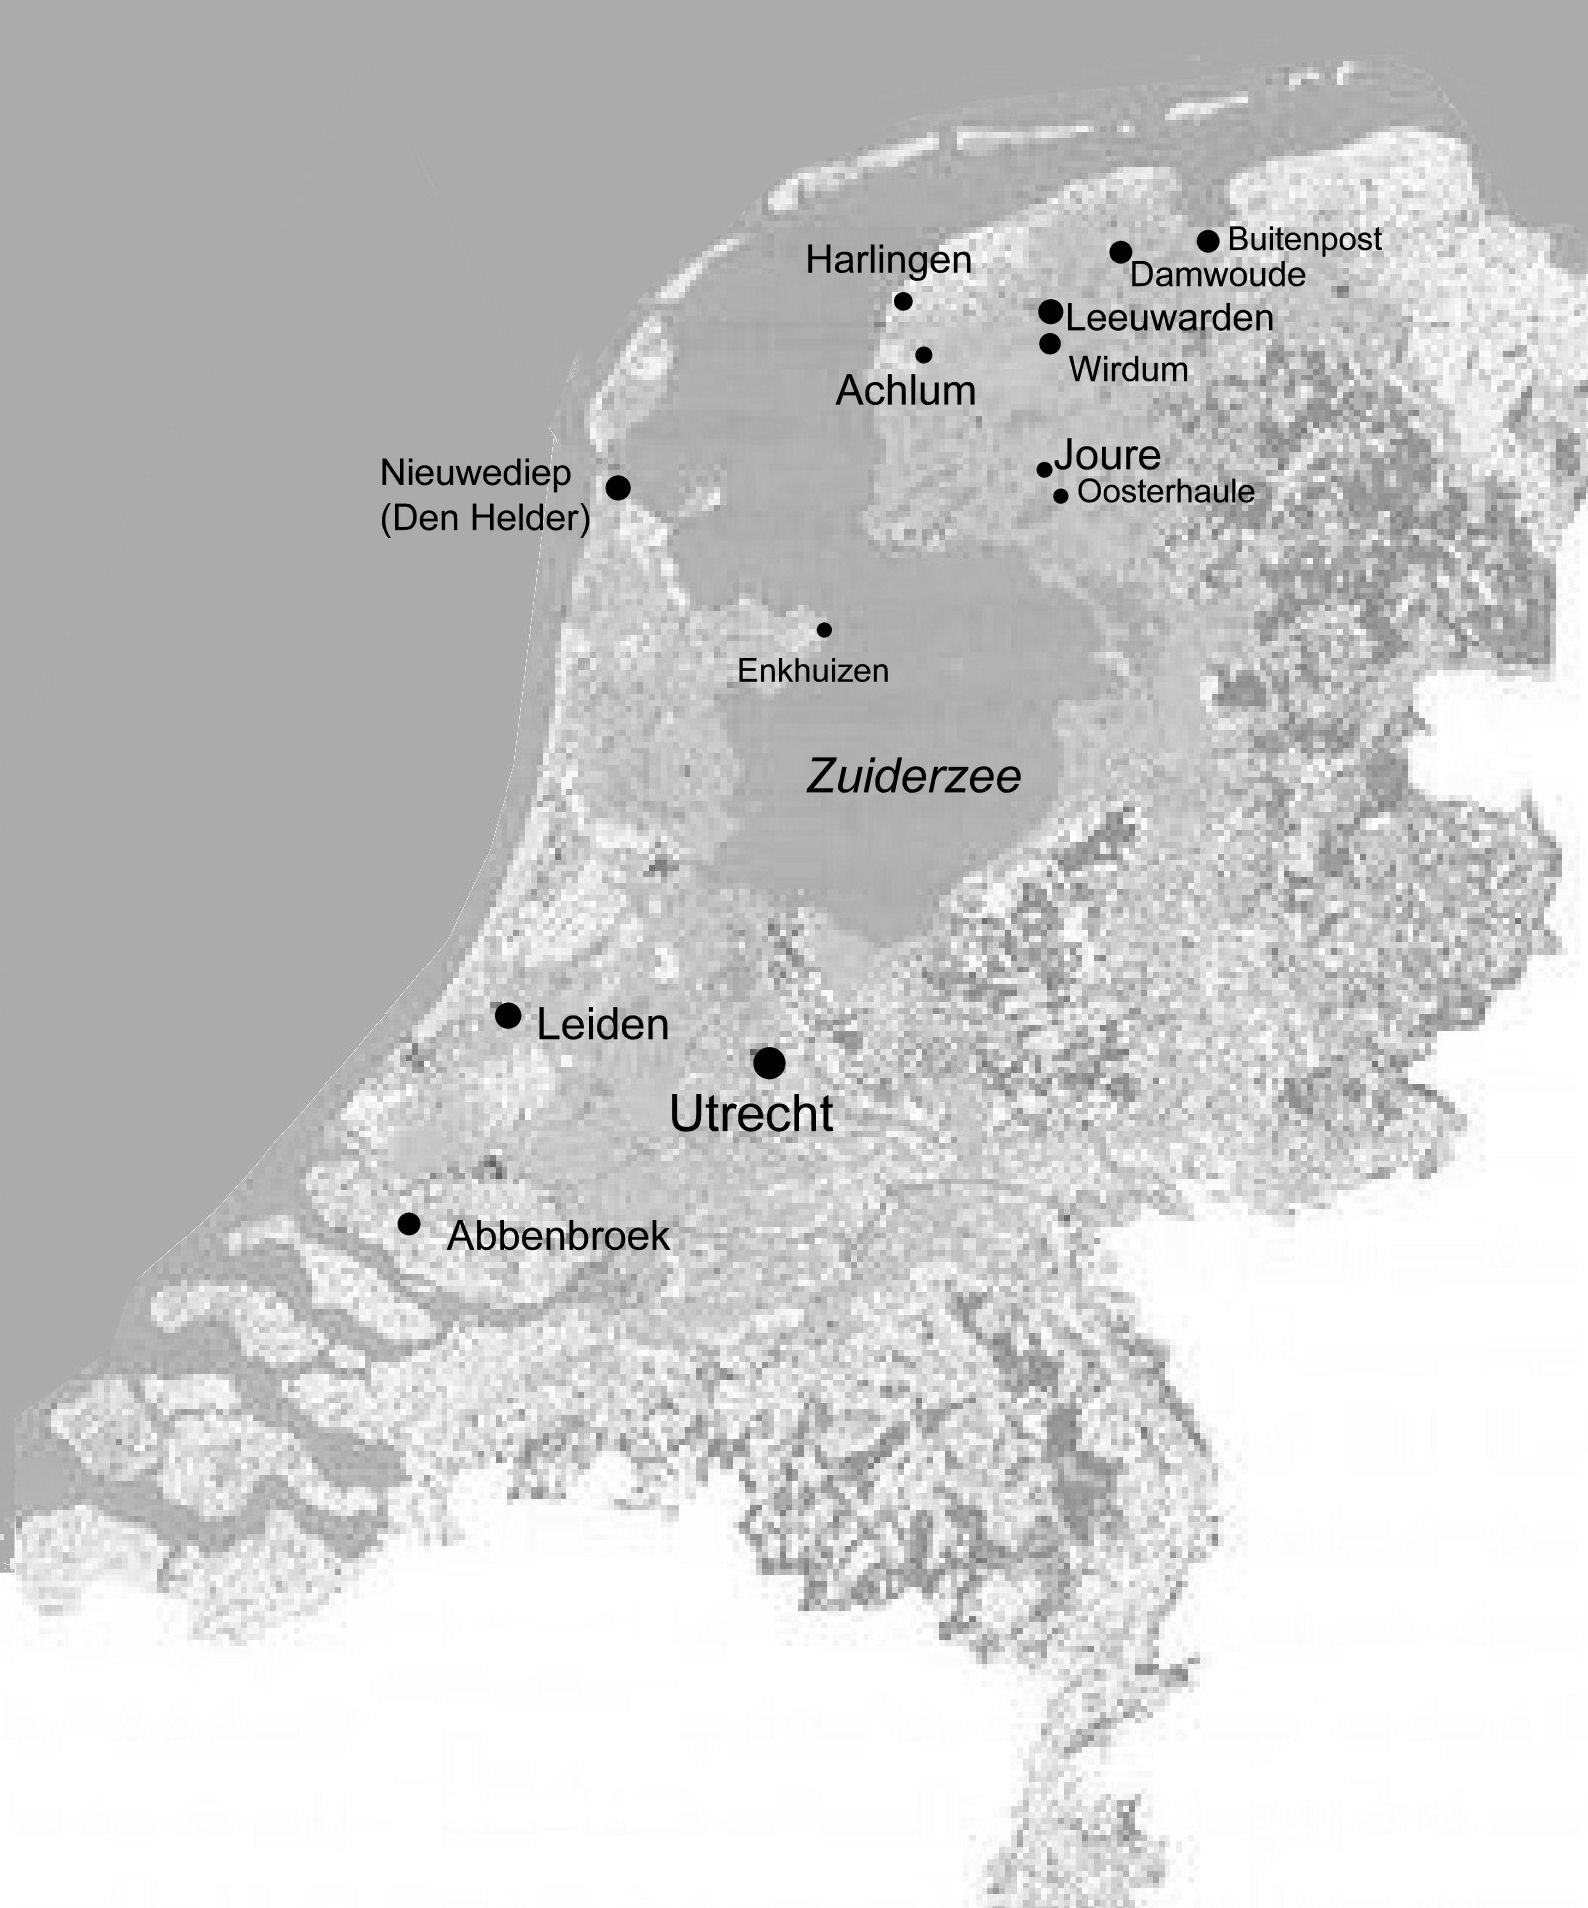 Buitenpost
Harlingen
Damwoude
Leeuwarden
Wirdum
Achlum
Joure
Nieuwediep
(Den Helder)
Oosterhaule
Enkhuizen
Zuiderzee
Leiden
Utrecht
Abbenbroek